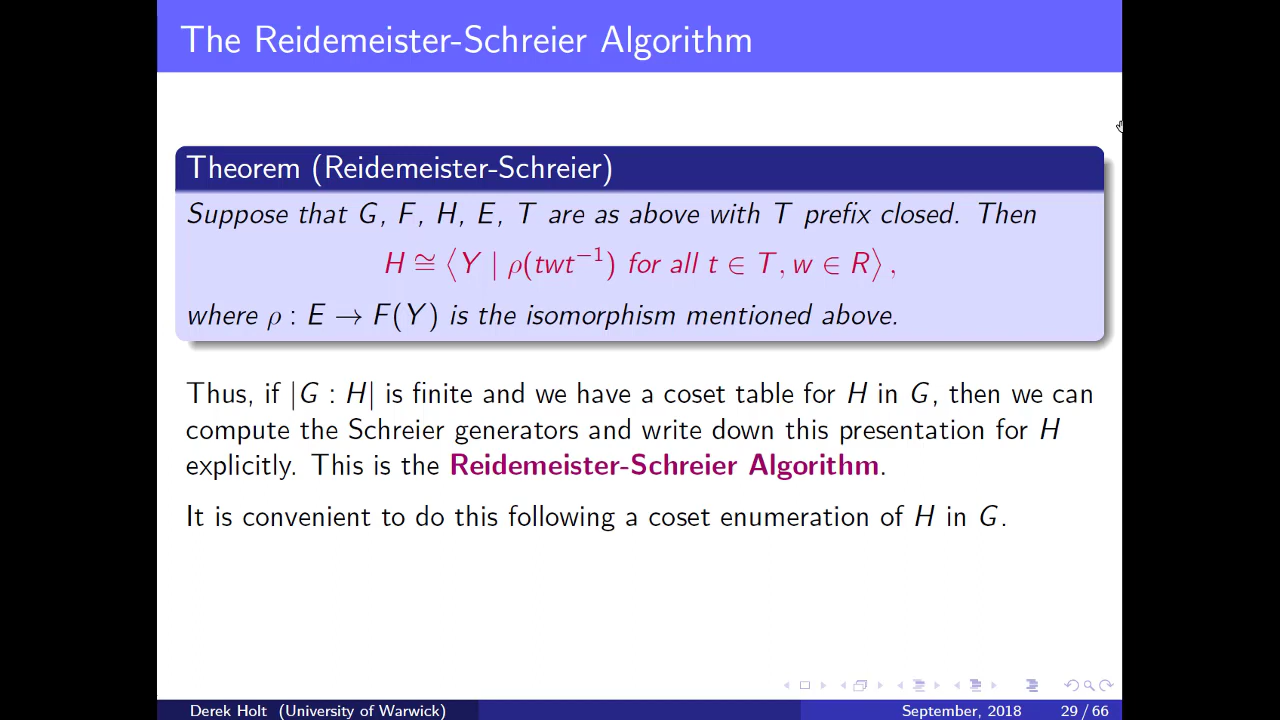 The Reidemeister-Schreier Algorithm
Theorem (Reidemeister-Schreier)
Suppose that G, F, H, E, T are as above with T prefix closed. Then
H ≅ ⟨Y | ρ(twt⁻¹) for all t ∈ T, w ∈ R⟩,
where ρ : E → F(Y) is the isomorphism mentioned above.
Thus, if |G : H| is finite and we have a coset table for H in G, then we can
compute the Schreier generators and write down this presentation for H
explicitly. This is the Reidemeister-Schreier Algorithm.
It is convenient to do this following a coset enumeration of H in G.
Derek Holt (University of Warwick) September, 2018 29 / 66